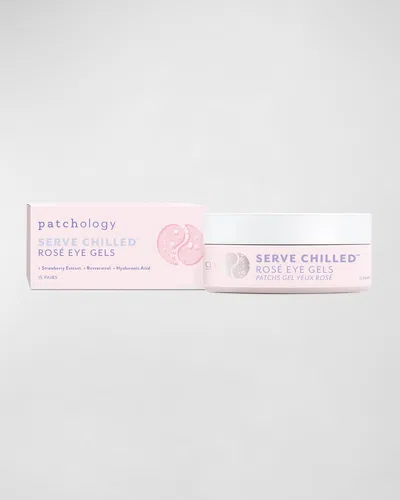 patchology
SERVE CHILLED™
ROSÉ EYE GELS
+ Strawberry Extract + Resveratrol + Hyaluronic Acid
15 PAIRS
SERVE CHILLED™
ROSÉ EYE GELS
PATCHS GEL YEUX ROSÉ